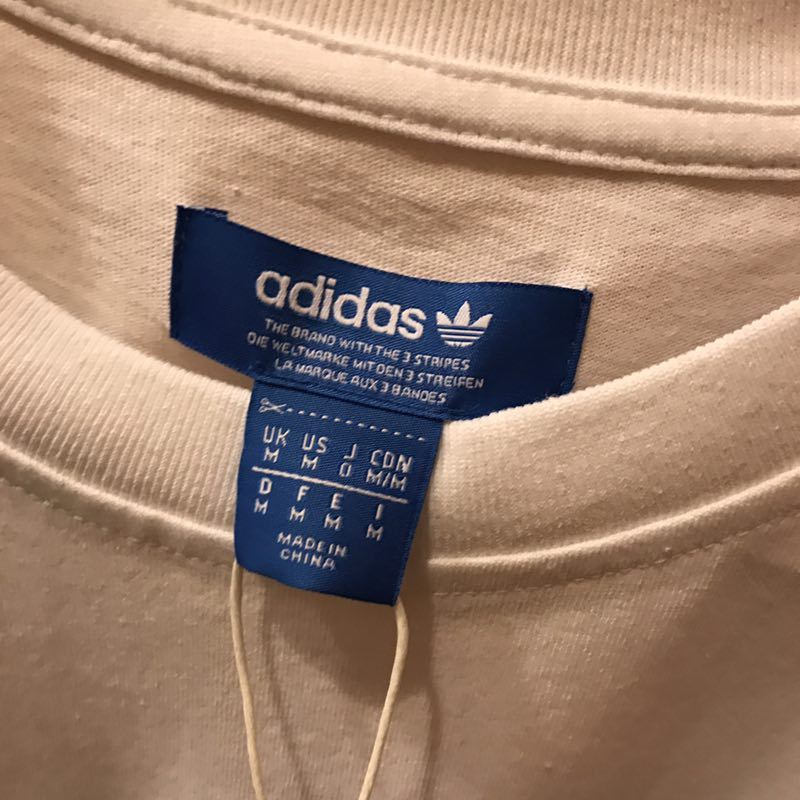 adidas
THE BRAND WITH THE 3 STRIPES
DIE WELTMARKE MIT DEN 3 STREIFEN
LA MARQUE AUX 3 BANDES
UK US J CDN
M M O M/M
D F E I
M M M M
MADE IN
CHINA